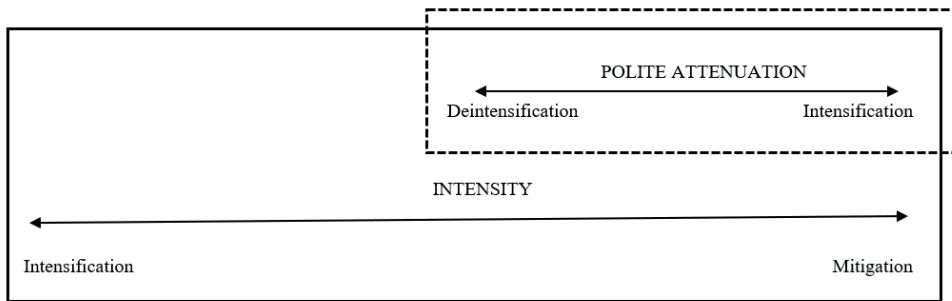 POLITE ATTENUATION
Deintensification Intensification
INTENSITY
Intensification Mitigation